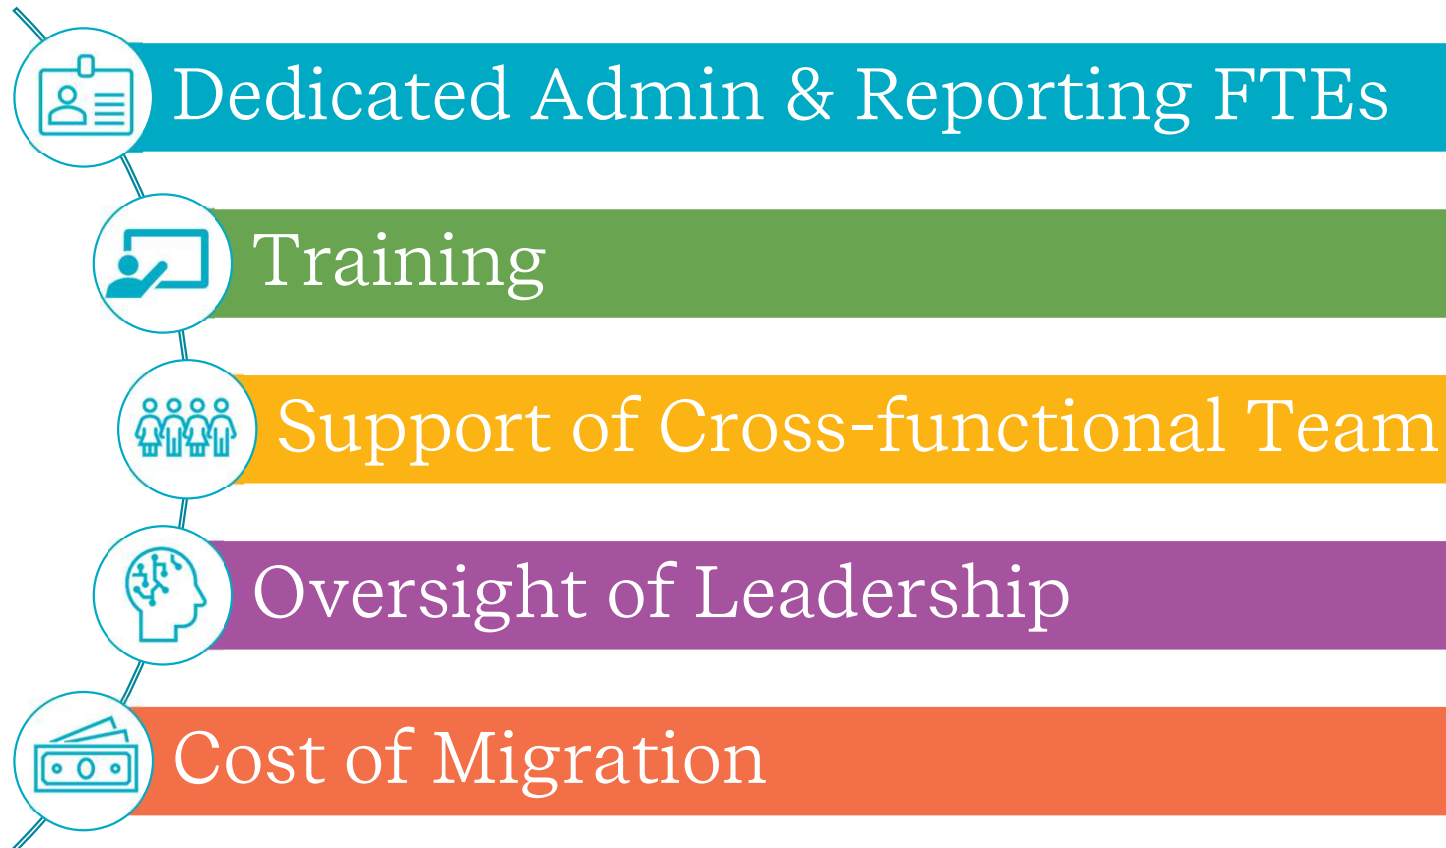 Dedicated Admin & Reporting FTEs
Training
Support of Cross-functional Team
Oversight of Leadership
Cost of Migration